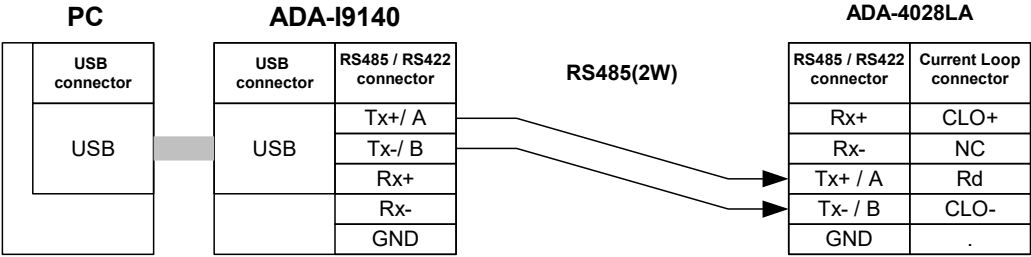 PC
ADA-I9140
ADA-4028LA
USB
connector
USB
connector
RS485 / RS422
connector
RS485(2W)
RS485 / RS422
connector
Current Loop
connector
USB
USB
Tx+/ A
Tx-/ B
Rx+
Rx-
GND
Rx+
CLO+
Rx-
NC
Tx+ / A
Rd
Tx- / B
CLO-
GND
.